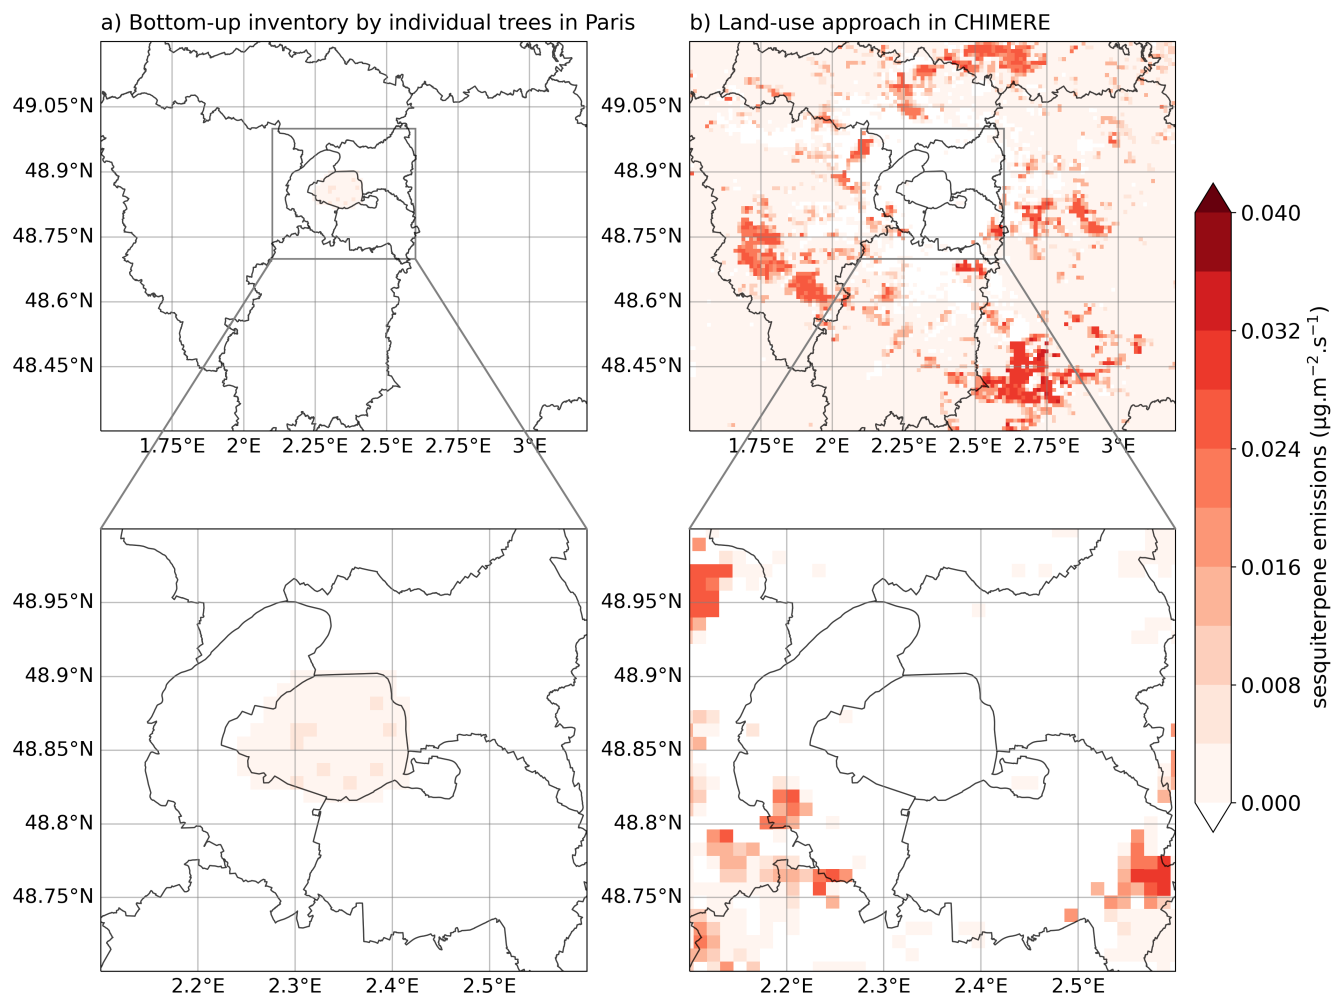 a) Bottom-up inventory by individual trees in Paris
b) Land-use approach in CHIMERE
49.05°N
48.9°N
48.75°N
48.6°N
48.45°N
1.75°E 2°E 2.25°E 2.5°E 2.75°E 3°E
49.05°N
48.9°N
48.75°N
48.6°N
48.45°N
1.75°E 2°E 2.25°E 2.5°E 2.75°E 3°E
48.95°N
48.9°N
48.85°N
48.8°N
48.75°N
2.2°E 2.3°E 2.4°E 2.5°E
48.95°N
48.9°N
48.85°N
48.8°N
48.75°N
2.2°E 2.3°E 2.4°E 2.5°E
0.040
0.032
0.024
0.016
0.008
0.000
sesquiterpene emissions (µg.m⁻².s⁻¹)